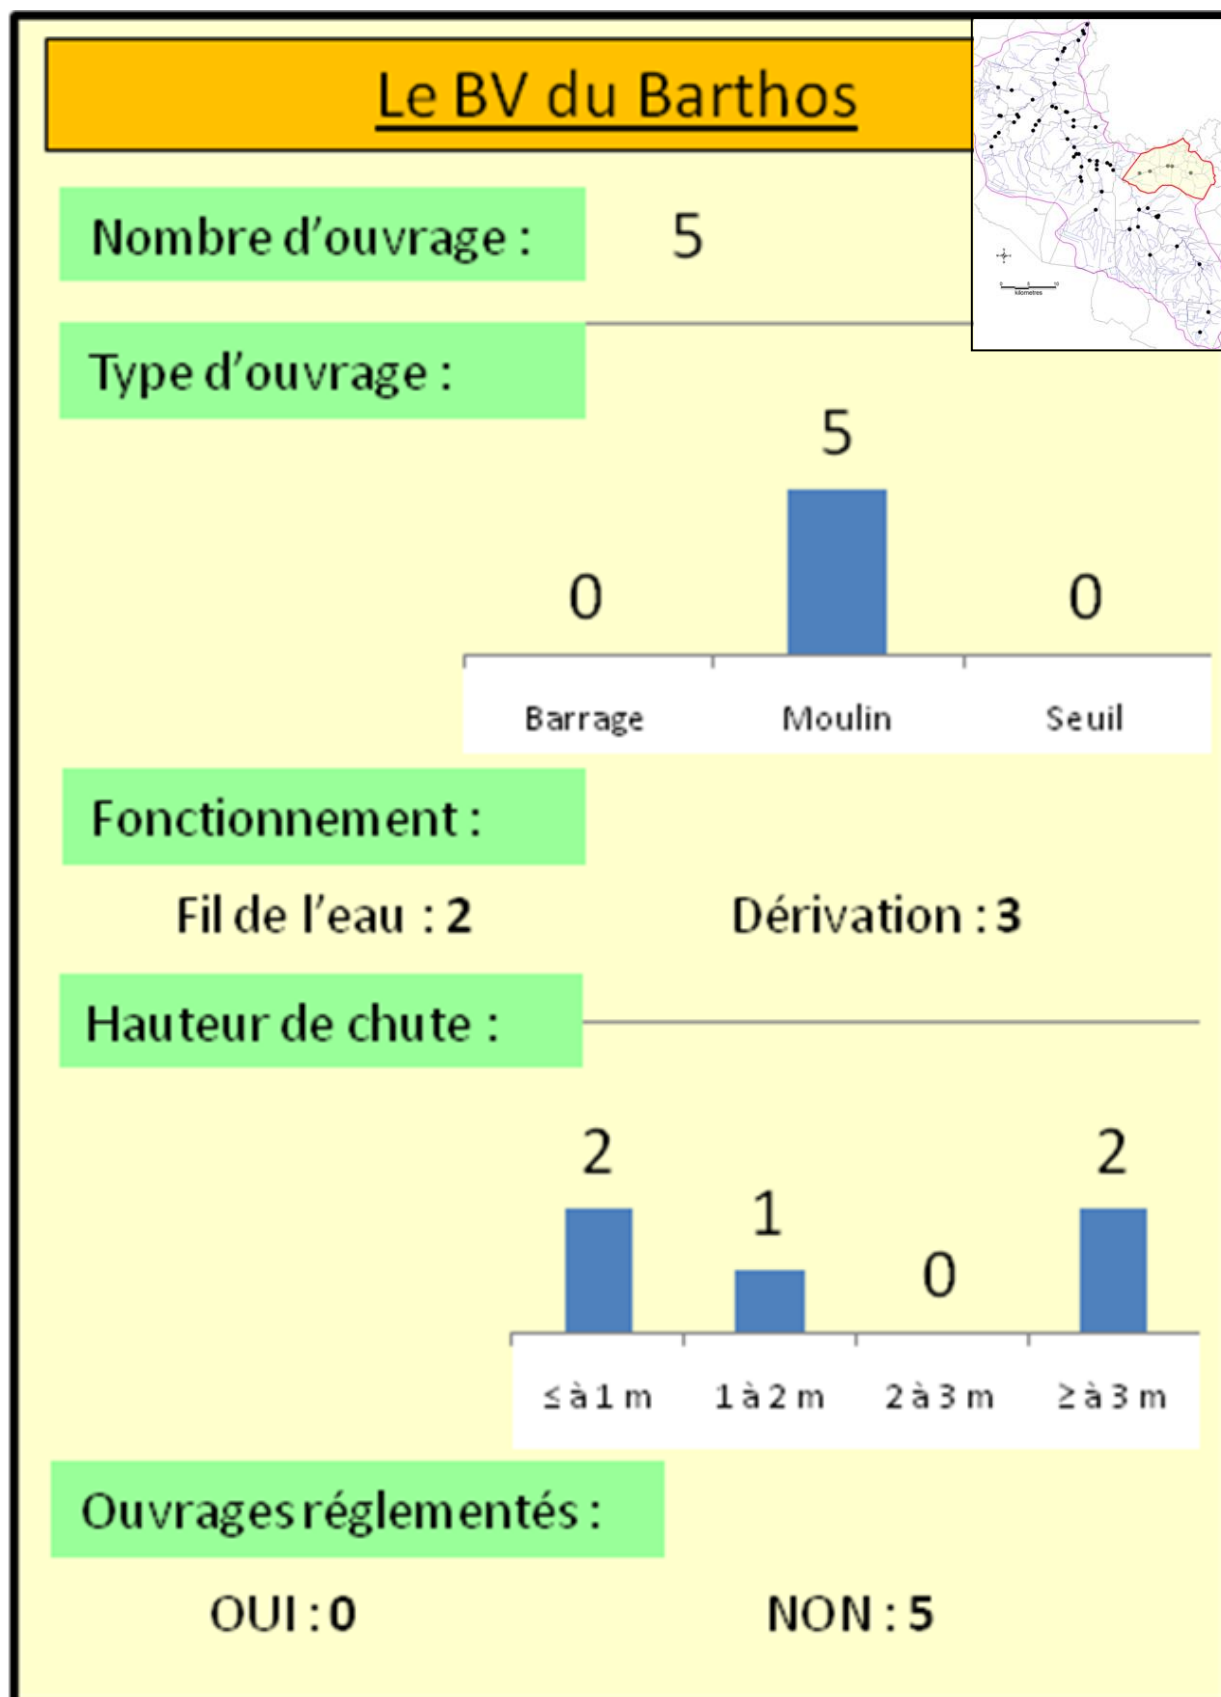 Le BV du Barthos
Nombre d'ouvrage : 5
Type d'ouvrage :
5
0 0
Barrage Moulin Seuil
Fonctionnement :
Fil de l'eau : 2 Dérivation : 3
Hauteur de chute :
2 2
1
0
≤ à 1 m 1 à 2 m 2 à 3 m ≥ à 3 m
Ouvrages réglementés :
OUI : 0 NON : 5
kilomètres